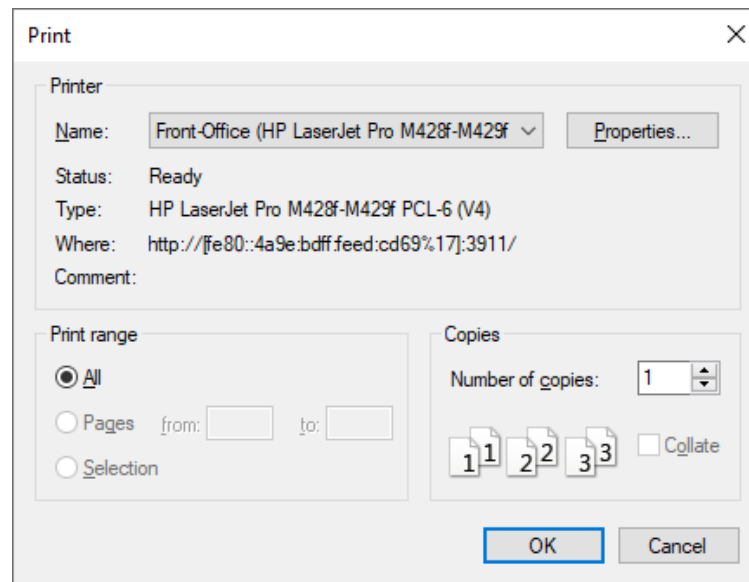 Print
Printer
Name: Front-Office (HP LaserJet Pro M428f-M429f Properties...
Status: Ready
Type: HP LaserJet Pro M428f-M429f PCL-6 (V4)
Where: http://[fe80::4a9e:bdff:feed:cd69%17]:3911/
Comment:
Print range
All
Pages from: to:
Selection
Copies
Number of copies: 1
1 1 2 2 3 3 Collate
OK Cancel